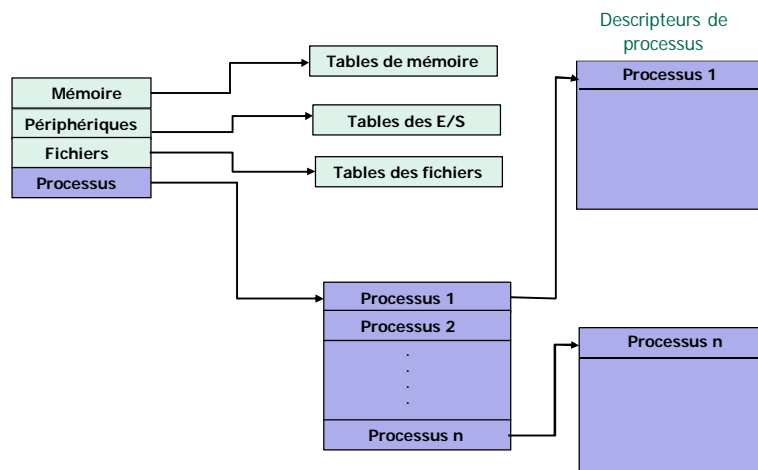 Descripteurs de
processus
Tables de mémoire
Processus 1
Mémoire
Périphériques
Tables des E/S
Fichiers
Tables des fichiers
Processus
Processus 1
Processus 2
.
.
.
.
Processus n
Processus n